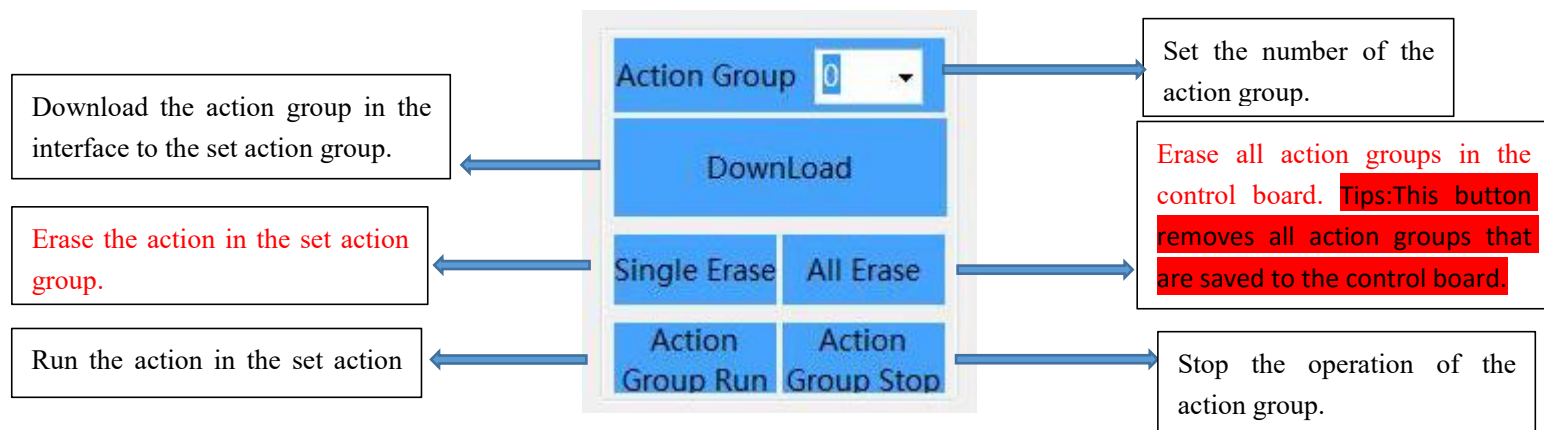 Download the action group in the
interface to the set action group.
Erase the action in the set action
group.
Run the action in the set action
Action Group 0
DownLoad
Single Erase All Erase
Action
Group Run
Action
Group Stop
Set the number of the
action group.
Erase all action groups in the
control board. Tips:This button
removes all action groups that
are saved to the control board.
Stop the operation of the
action group.